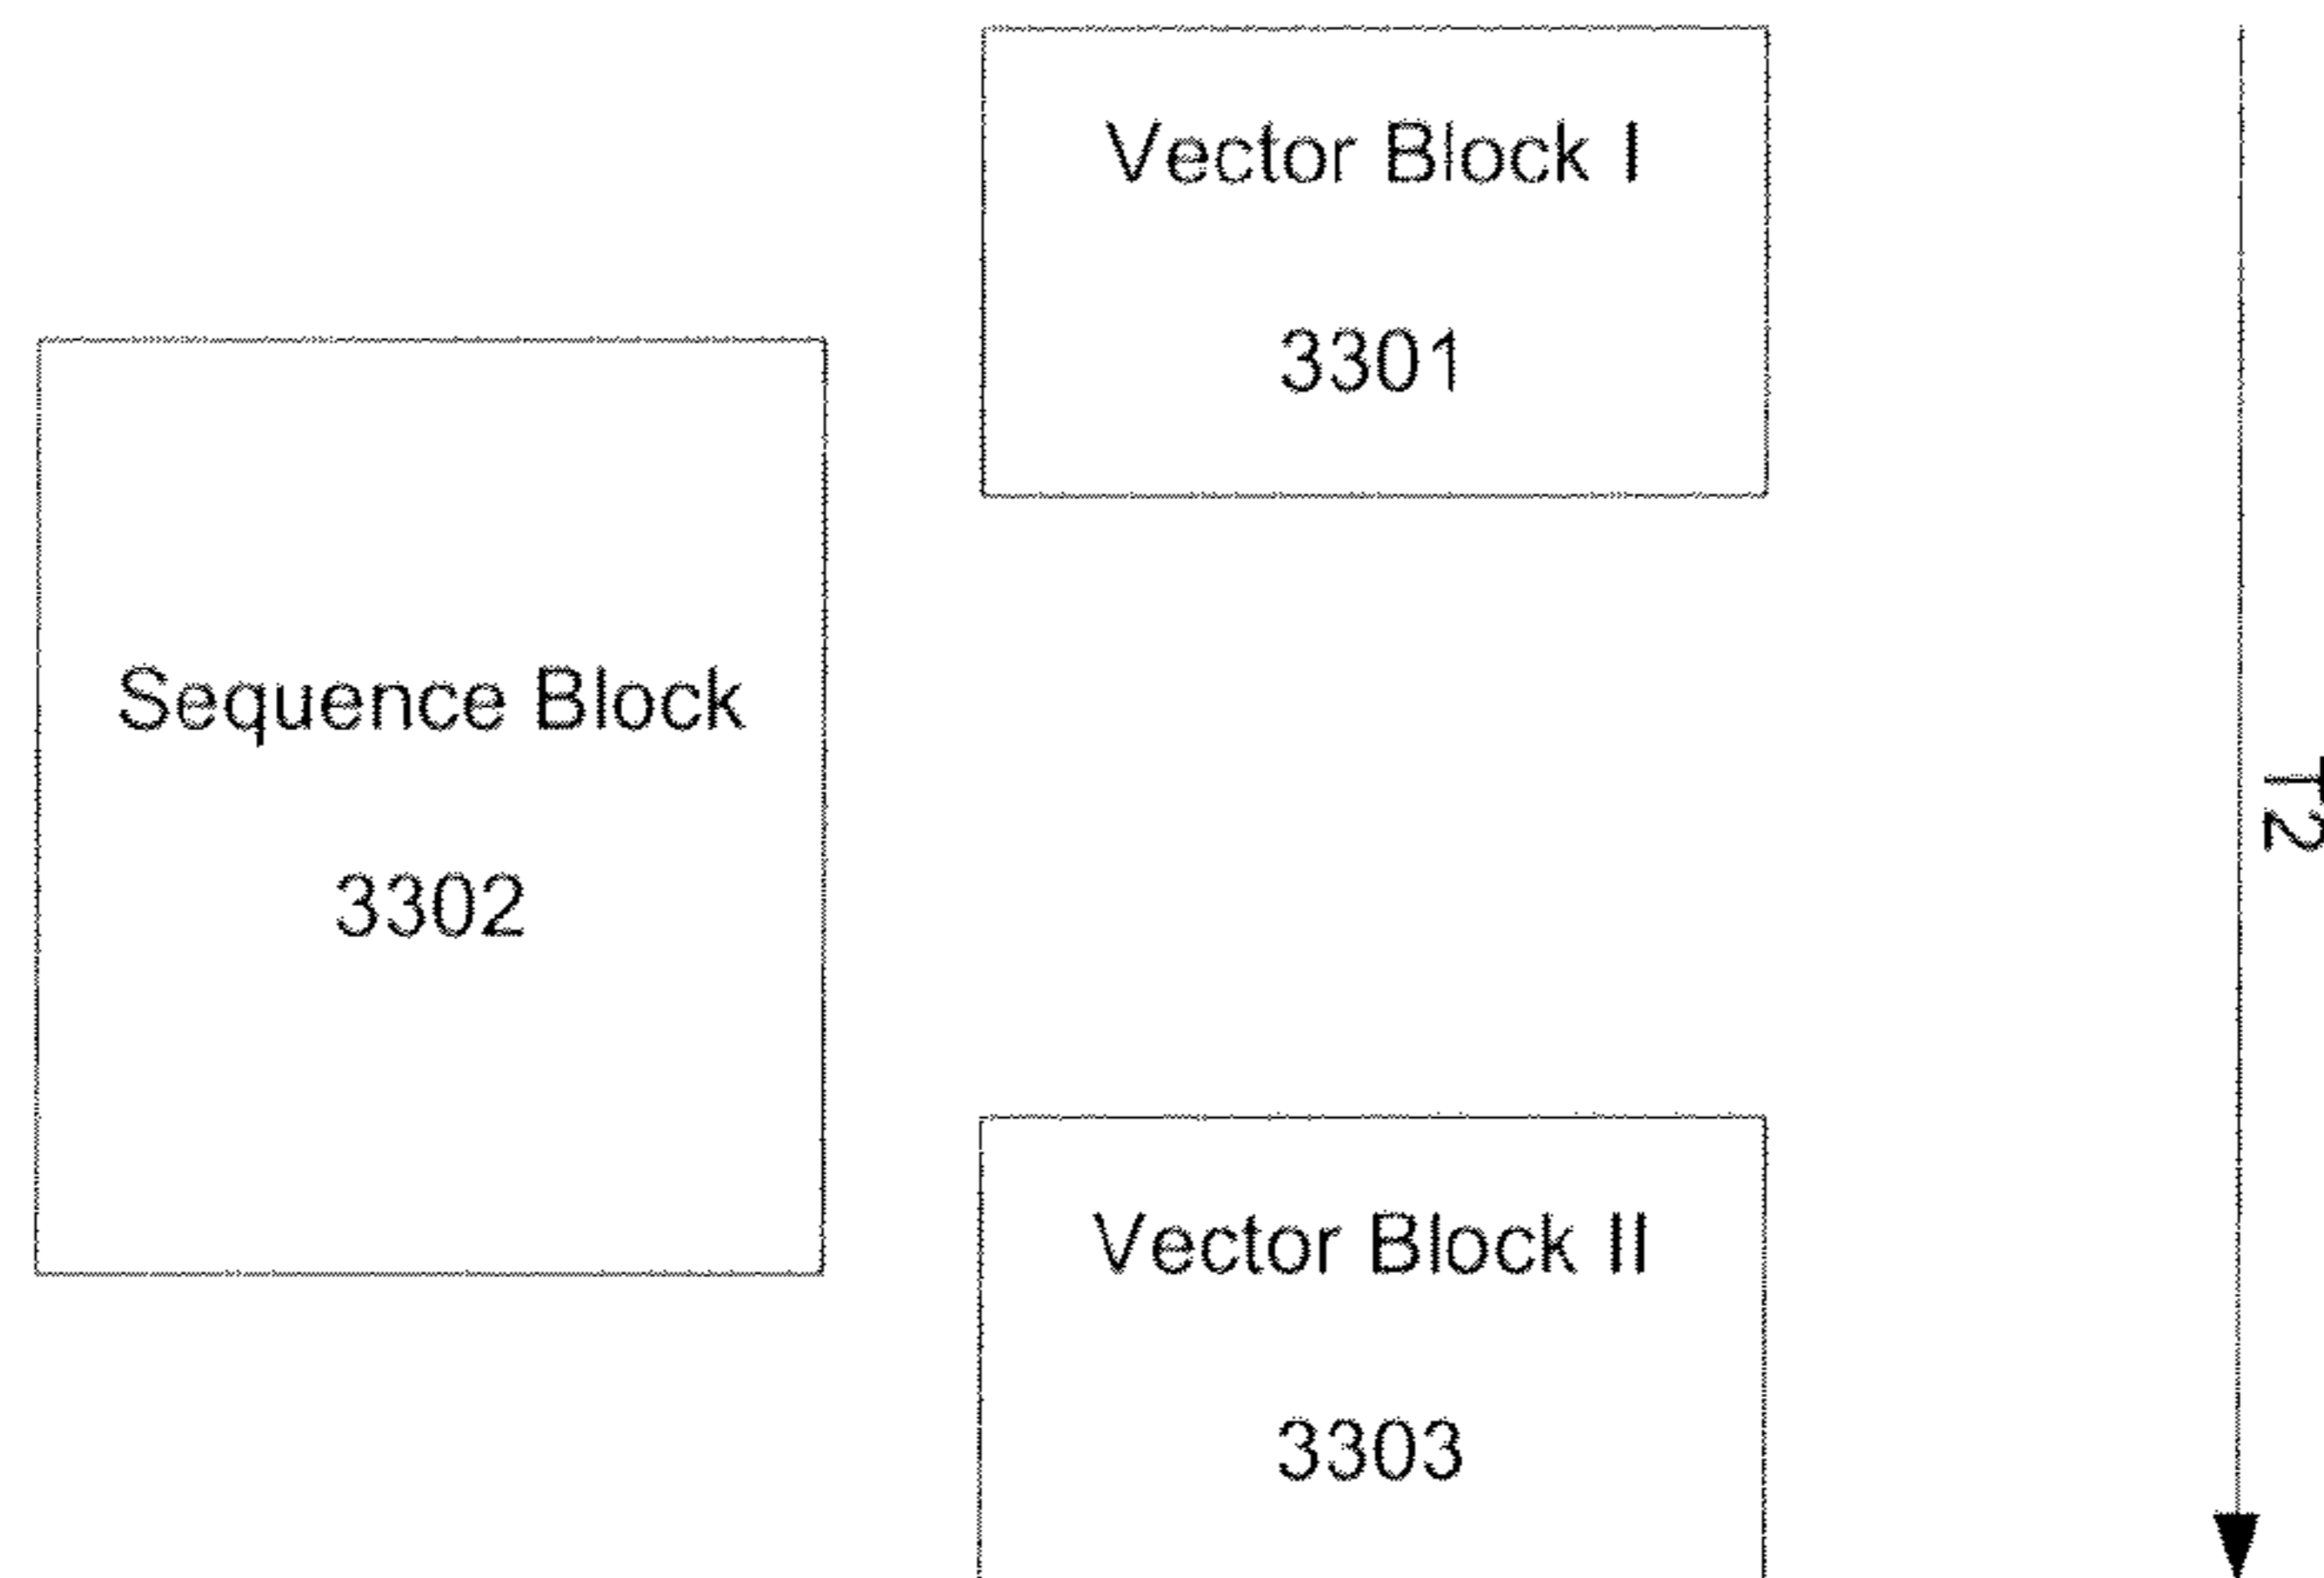 Vector Block I
3301
Sequence Block
3302
T2
Vector Block II
3303